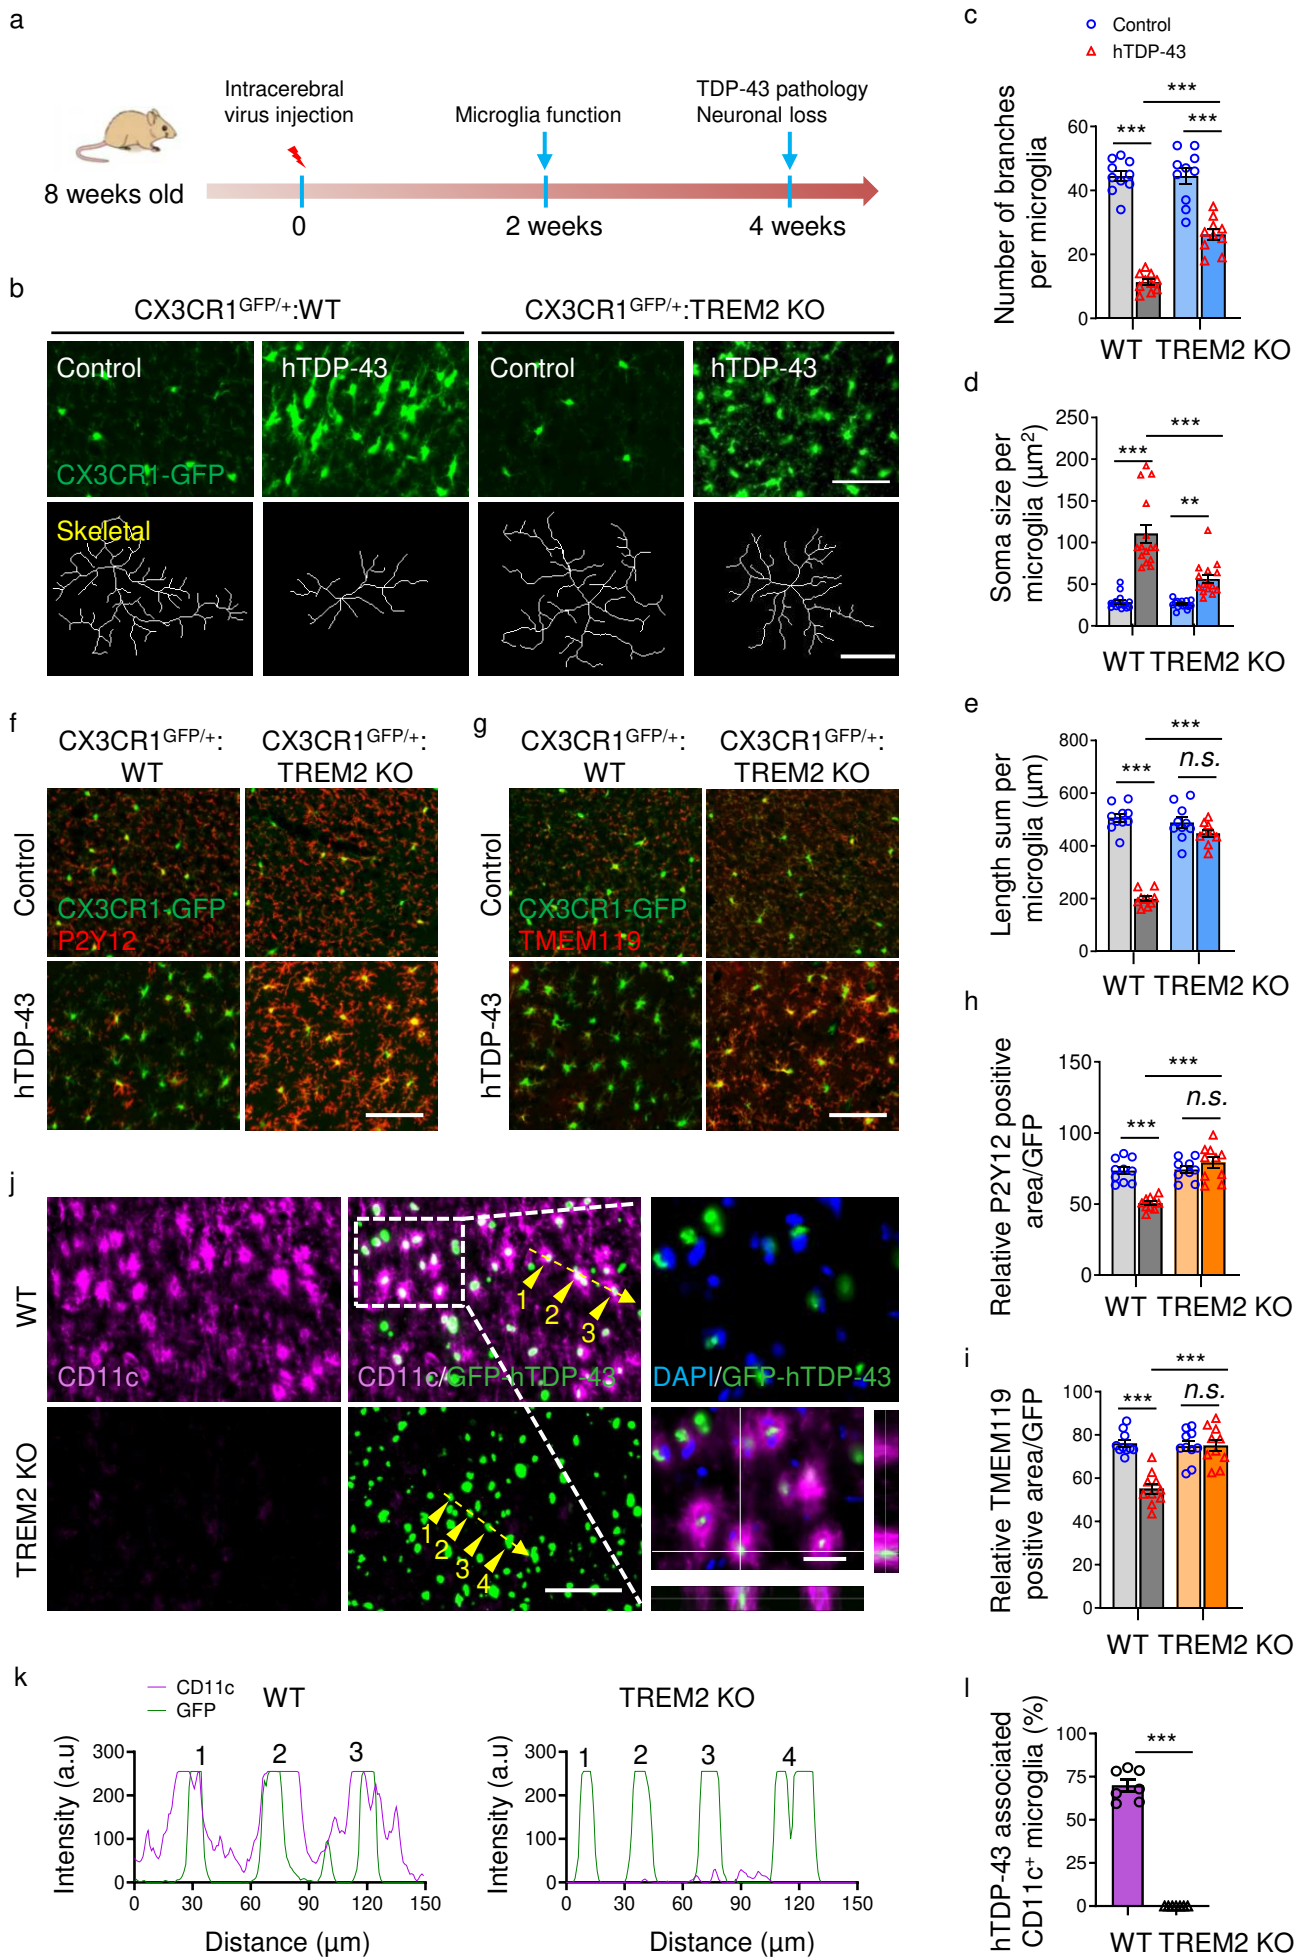 a
Intracerebral
virus injection
Microglia function
TDP-43 pathology
Neuronal loss
8 weeks old
0
2 weeks
4 weeks
b
CX3CR1GFP/+:WT
CX3CR1GFP/+:TREM2 KO
Control
hTDP-43
Control
hTDP-43
CX3CR1-GFP
Skeletal
c
Control
hTDP-43
Number of branches
per microglia
60
40
20
0
***
***
***
WT
TREM2 KO
d
Soma size per
microglia (µm²)
250
200
150
100
50
0
***
***
**
WT
TREM2 KO
e
Length sum per
microglia (µm)
800
600
400
200
0
***
***
n.s.
WT
TREM2 KO
f
CX3CR1GFP/+:
WT
CX3CR1GFP/+:
TREM2 KO
Control
hTDP-43
CX3CR1-GFP
P2Y12
g
CX3CR1GFP/+:
WT
CX3CR1GFP/+:
TREM2 KO
Control
hTDP-43
CX3CR1-GFP
TMEM119
h
Relative P2Y12 positive
area/GFP
150
100
50
0
***
***
n.s.
WT
TREM2 KO
i
Relative TMEM119
positive area/GFP
100
80
60
40
20
0
***
***
n.s.
WT
TREM2 KO
j
WT
TREM2 KO
CD11c
CD11c/GFP-hTDP-43
DAPI/GFP-hTDP-43
1
2
3
1
2
3
4
k
CD11c
GFP
WT
Intensity (a.u)
300
200
100
0
1
2
3
0 30 60 90 120 150
Distance (µm)
TREM2 KO
Intensity (a.u)
300
200
100
0
1
2
3
4
0 30 60 90 120 150
Distance (µm)
l
hTDP-43 associated
CD11c⁺ microglia (%)
100
75
50
25
0
***
WT
TREM2 KO